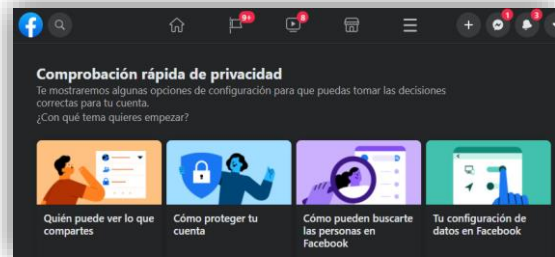 9+
8
1
3
Comprobación rápida de privacidad
Te mostraremos algunas opciones de configuración para que puedas tomar las decisiones
correctas para tu cuenta.
¿Con qué tema quieres empezar?
Quién puede ver lo que
compartes
Cómo proteger tu
cuenta
Cómo pueden buscarte
las personas en
Facebook
Tu configuración de
datos en Facebook